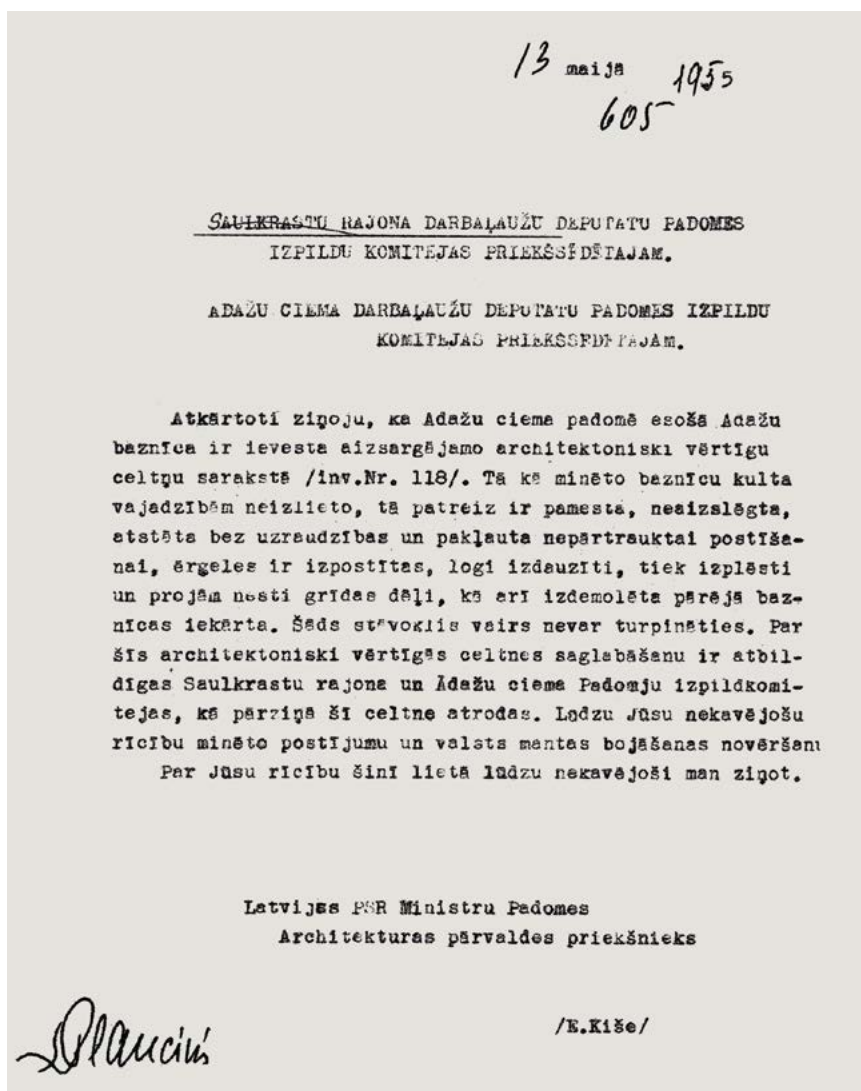 13 maijā 1955
605
SAULKRASTU RAJONA DARBAĻAUŽU DEPUTATU PADOMES
IZPILDU KOMITEJAS PRIEKŠSĒDĒTAJAM.
ADAŽU CIEMA DARBAĻAUŽU DEPUTATU PADOMES IZPILDU
KOMITEJAS PRIEKŠSEDETAJAM.
Atkārtoti ziņoju, ka Adažu ciema padomē esošā Adažu
baznīca ir ievesta aizsargājamo architektoniski vērtīgu
celtņu sarakstā /inv.Nr. 118/. Tā kā minēto baznīcu kulta
vajadzībām neizlieto, tā patreiz ir pamesta, neaizslēgta,
atstāta bez uzraudzības un pakļauta nepārtrauktai postīša-
nai, ērgeles ir izpostītas, logi izdauzīti, tiek izplēsti
un projām nesti grīdas dēļi, kā arī izdemolēta pārējā baz-
nīcas iekārta. Šāds stāvoklis vairs nevar turpināties. Par
šīs architektoniski vērtīgās celtnes saglabāšanu ir atbil-
dīgas Saulkrastu rajona un Ādažu ciema Padomju izpildkomi-
tejas, kā pārziņā šī celtne atrodas. Lūdzu Jūsu nekavējošu
rīcību minēto postījumu un valsts mantas bojāšanas novēršanu
Par Jūsu rīcību šinī lietā lūdzu nekavējoši man ziņot.
Latvijas PSR Ministru Padomes
Architekturas pārvaldes priekšnieks
/E.Kiše/